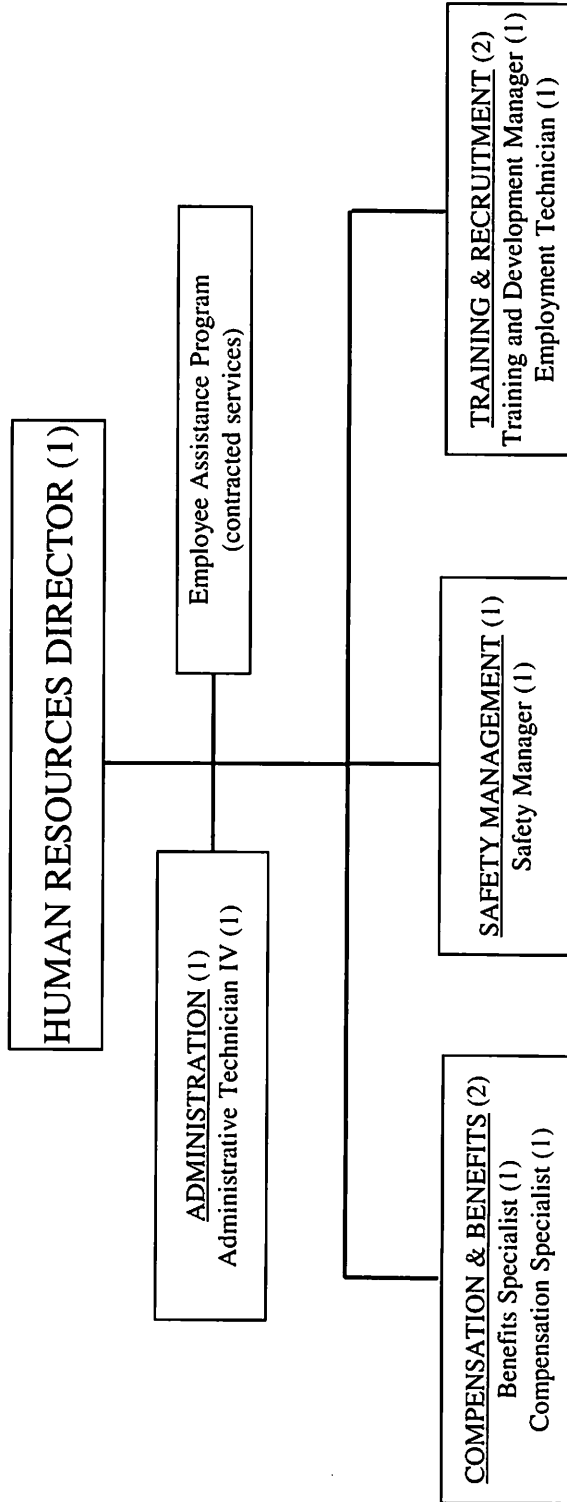 HUMAN RESOURCES DIRECTOR (1)
ADMINISTRATION (1)
Administrative Technician IV (1)
Employee Assistance Program
(contracted services)
COMPENSATION & BENEFITS (2)
Benefits Specialist (1)
Compensation Specialist (1)
SAFETY MANAGEMENT (1)
Safety Manager (1)
TRAINING & RECRUITMENT (2)
Training and Development Manager (1)
Employment Technician (1)